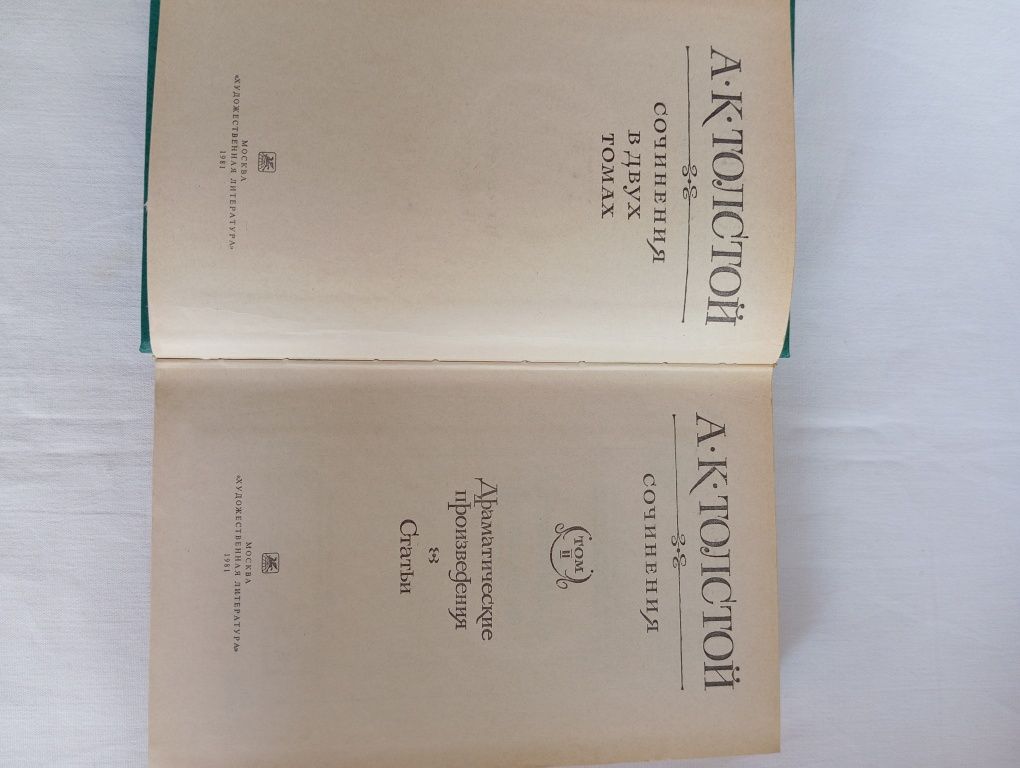 А·К·ТОЛСТОЙ
СОЧИНЕНИЯ
В ДВУХ
ТОМАХ
МОСКВА
«ХУДОЖЕСТВЕННАЯ ЛИТЕРАТУРА»
1981
А·К·ТОЛСТОЙ
СОЧИНЕНИЯ
ТОМ
II
Драматические
произведения
Статьи
МОСКВА
«ХУДОЖЕСТВЕННАЯ ЛИТЕРАТУРА»
1981